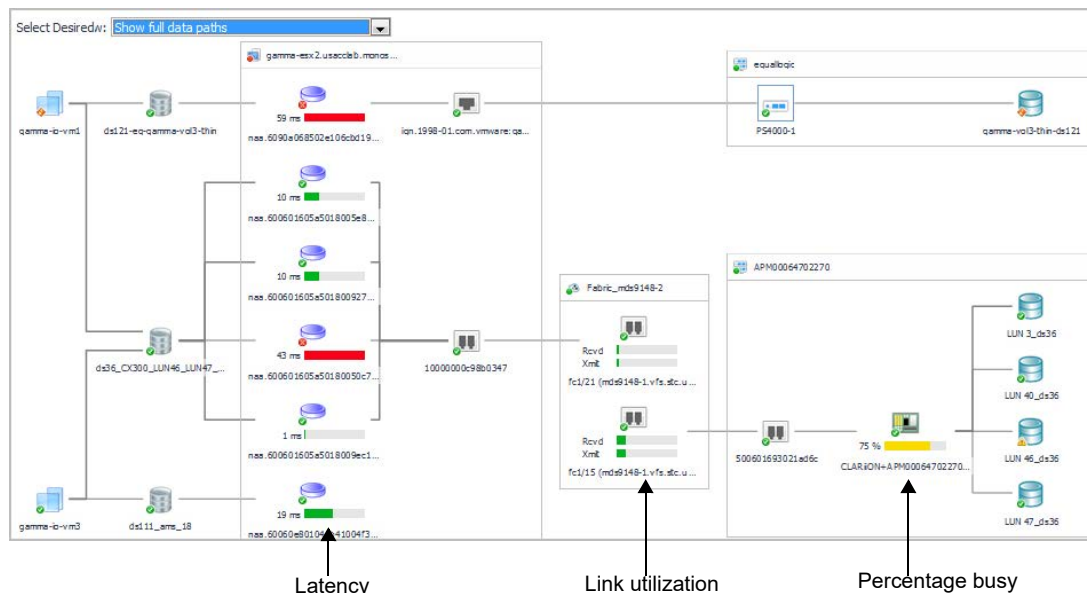 Select Desired w: Show full data paths
gamma-esx2.usacclab.monos...
equallogic
59 ms
gamma-io-vm1
ds121-eq-gamma-vol3-thin
naa.6090a068502e106cbd19...
iqn.1998-01.com.vmware:ga...
PS4000-1
gamma-vol3-thin-ds121
10 ms
naa.600601605a5018005e8...
10 ms
naa.600601605a501800927...
Fabric_mds9148-2
APM00064702270
LUN 3_ds36
43 ms
ds36_CX300_LUN46_LUN47_...
naa.600601605a50180050c7...
10000000c98b0347
Rcvd
Xmit
fc1/21 (mds9148-1.vfs.stc.u...
LUN 40_ds36
1 ms
naa.600601605a5018009ec1...
Rcvd
Xmit
fc1/15 (mds9148-1.vfs.stc.u...
500601693021ad6c
75 %
CLARiiON+APM00064702270...
LUN 46_ds36
19 ms
gamma-io-vm3
ds111_ams_18
LUN 47_ds36
Latency
Link utilization
Percentage busy